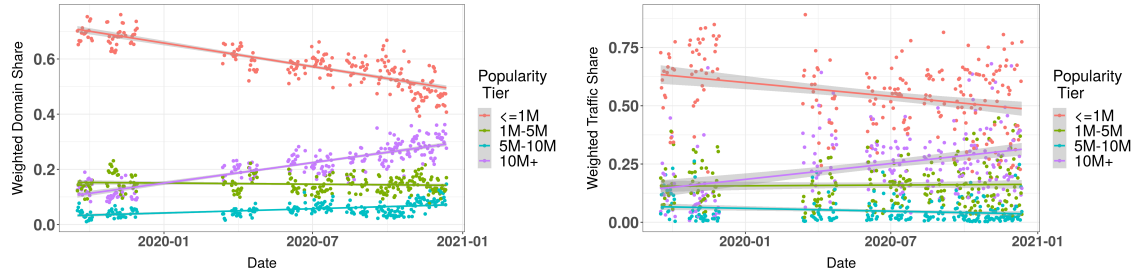 Weighted Domain Share
0.6
0.4
0.2
0.0
2020-01
2020-07
2021-01
Date
Popularity
Tier
<=1M
1M-5M
5M-10M
10M+
Weighted Traffic Share
0.75
0.50
0.25
0.00
2020-01
2020-07
2021-01
Date
Popularity
Tier
<=1M
1M-5M
5M-10M
10M+